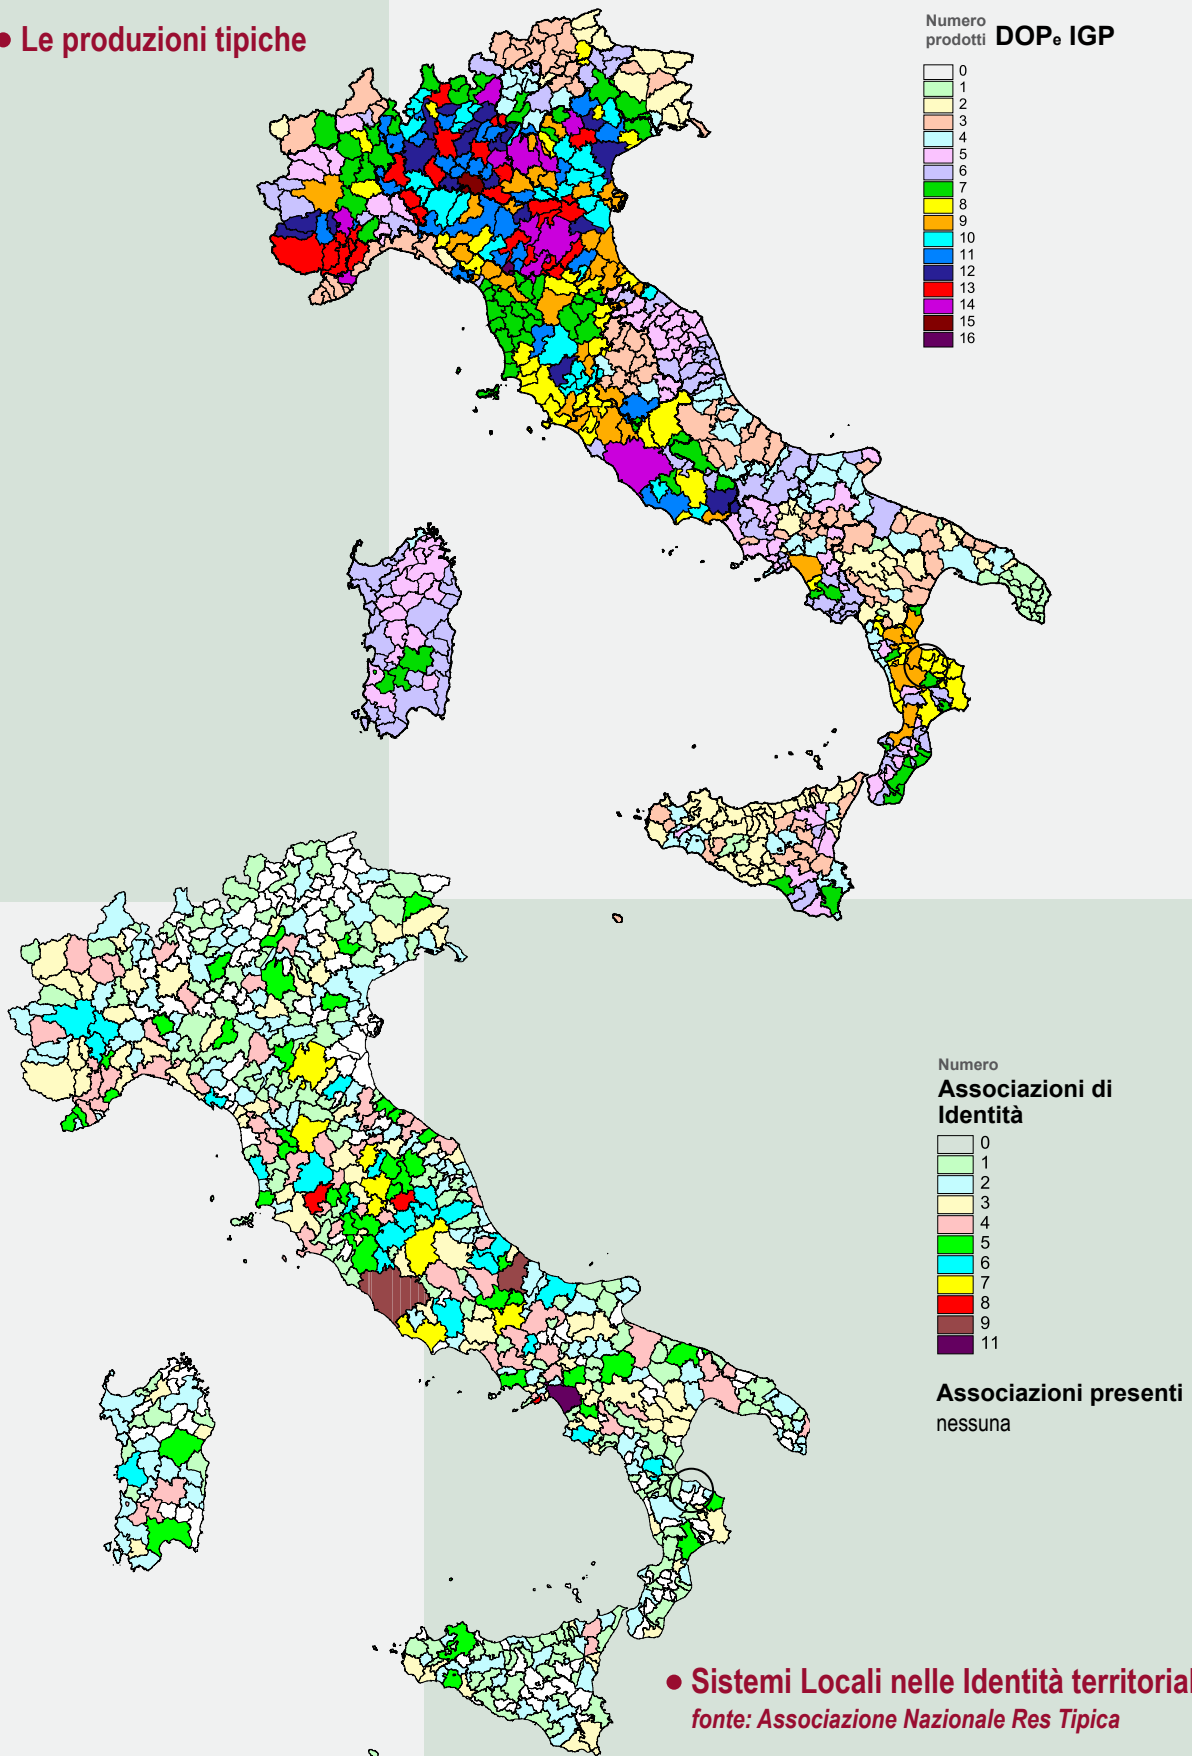 • Le produzioni tipiche
Numero
prodotti DOPe IGP
0
1
2
3
4
5
6
7
8
9
10
11
12
13
14
15
16
Numero
Associazioni di
Identità
0
1
2
3
4
5
6
7
8
9
11
Associazioni presenti
nessuna
• Sistemi Locali nelle Identità territorial
fonte: Associazione Nazionale Res Tipica